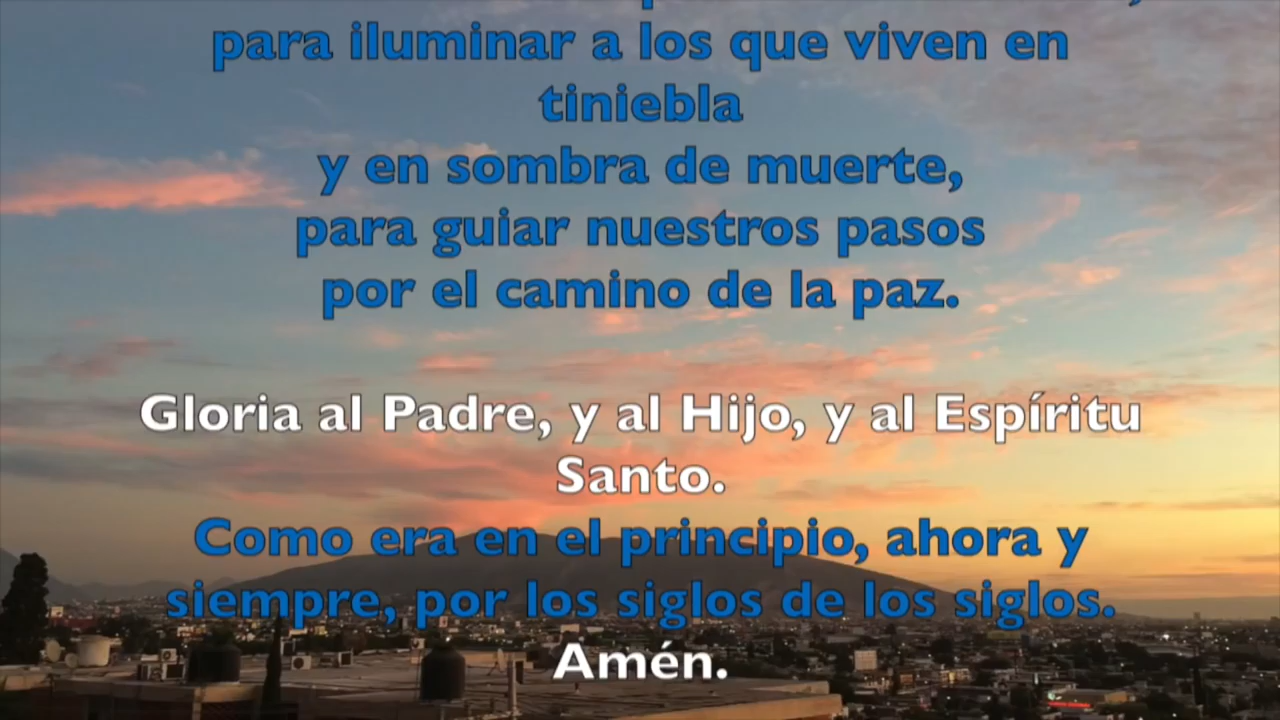 para iluminar a los que viven en
tiniebla
y en sombra de muerte,
para guiar nuestros pasos
por el camino de la paz.
Gloria al Padre, y al Hijo, y al Espíritu
Santo.
Como era en el principio, ahora y
siempre, por los siglos de los siglos.
Amén.